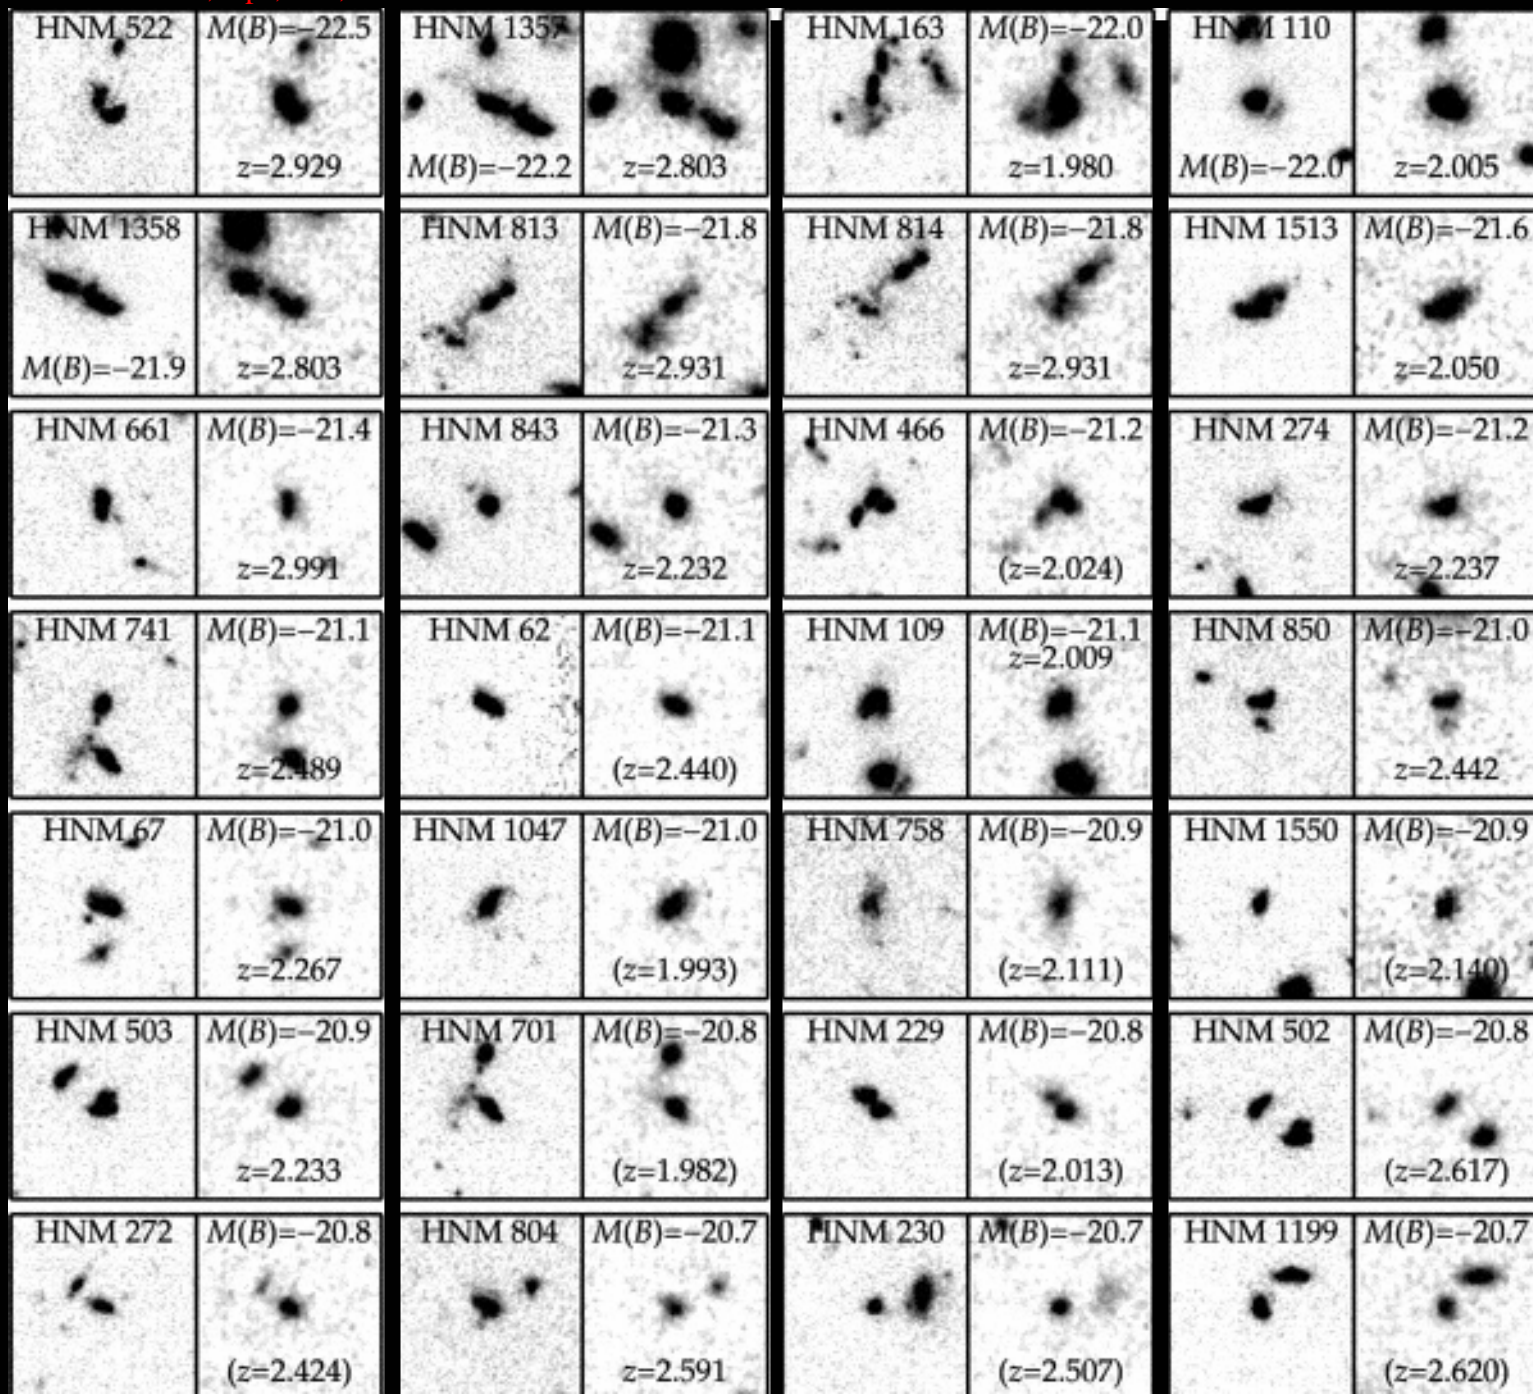 HNM 522 M(B)=−22.5
z=2.929
HNM 1357
M(B)=−22.2 z=2.803
HNM 163 M(B)=−22.0
z=1.980
HNM 110
M(B)=−22.0 z=2.005
HNM 1358
M(B)=−21.9 z=2.803
HNM 813 M(B)=−21.8
z=2.931
HNM 814 M(B)=−21.8
z=2.931
HNM 1513 M(B)=−21.6
z=2.050
HNM 661 M(B)=−21.4
z=2.991
HNM 843 M(B)=−21.3
z=2.232
HNM 466 M(B)=−21.2
(z=2.024)
HNM 274 M(B)=−21.2
z=2.237
HNM 741 M(B)=−21.1
z=2.489
HNM 62 M(B)=−21.1
(z=2.440)
HNM 109 M(B)=−21.1
z=2.009
HNM 850 M(B)=−21.0
z=2.442
HNM 67 M(B)=−21.0
z=2.267
HNM 1047 M(B)=−21.0
(z=1.993)
HNM 758 M(B)=−20.9
(z=2.111)
HNM 1550 M(B)=−20.9
(z=2.140)
HNM 503 M(B)=−20.9
z=2.233
HNM 701 M(B)=−20.8
(z=1.982)
HNM 229 M(B)=−20.8
(z=2.013)
HNM 502 M(B)=−20.8
(z=2.617)
HNM 272 M(B)=−20.8
(z=2.424)
HNM 804 M(B)=−20.7
z=2.591
HNM 230 M(B)=−20.7
(z=2.507)
HNM 1199 M(B)=−20.7
(z=2.620)